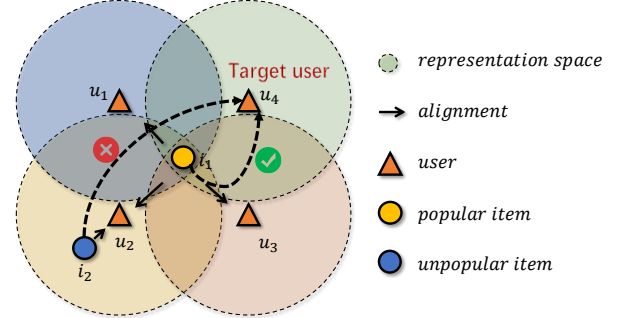 Target user
u₁
u₄
i₁
u₂
u₃
i₂
representation space
alignment
user
popular item
unpopular item